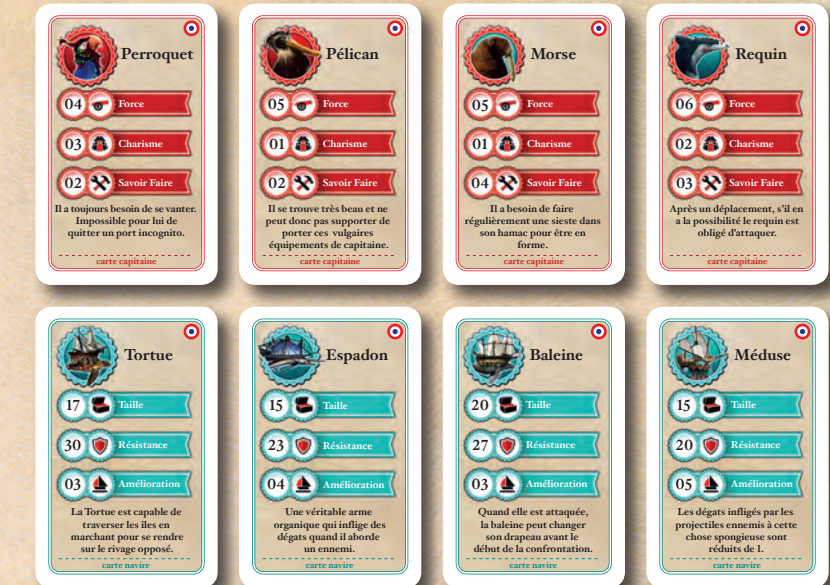 Perroquet
04 Force
03 Charisme
02 Savoir Faire
Il a toujours besoin de se vanter.
Impossible pour lui de
quitter un port incognito.
carte capitaine
Pélican
05 Force
01 Charisme
02 Savoir Faire
Il se trouve très beau et ne
peut donc pas supporter de
porter ces vulgaires
équipements de capitaine.
carte capitaine
Morse
05 Force
01 Charisme
04 Savoir Faire
Il a besoin de faire
régulièrement une sieste dans
son hamac pour être en
forme.
carte capitaine
Requin
06 Force
02 Charisme
03 Savoir Faire
Après un déplacement, s'il en
a la possibilité le requin est
obligé d'attaquer.
carte capitaine
Tortue
17 Taille
30 Résistance
03 Amélioration
La Tortue est capable de
traverser les îles en
marchant pour se rendre
sur le rivage opposé.
carte navire
Espadon
15 Taille
23 Résistance
04 Amélioration
Une véritable arme
organique qui inflige des
dégats quand il aborde
un ennemi.
carte navire
Baleine
20 Taille
27 Résistance
03 Amélioration
Quand elle est attaquée,
la baleine peut changer
son drapeau avant le
début de la confrontation.
carte navire
Méduse
15 Taille
20 Résistance
05 Amélioration
Les dégats infligés par les
projectiles ennemis à cette
chose spongieuse sont
réduits de 1.
carte navire